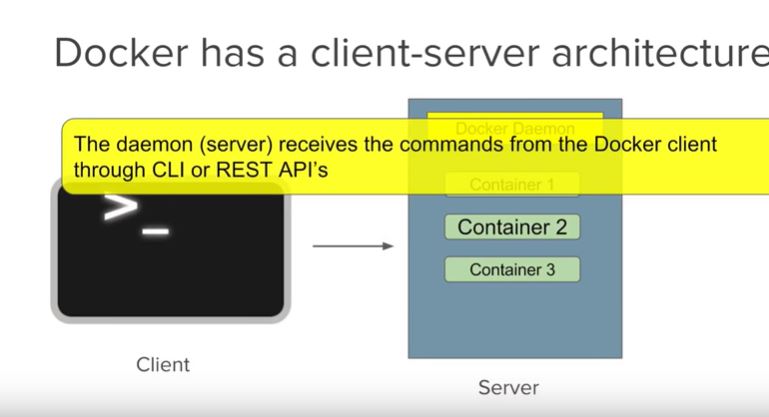 Docker has a client-server architecture
Docker Daemon
The daemon (server) receives the commands from the Docker client
through CLI or REST API's
Container 1
>_
Container 2
Container 3
Client
Server